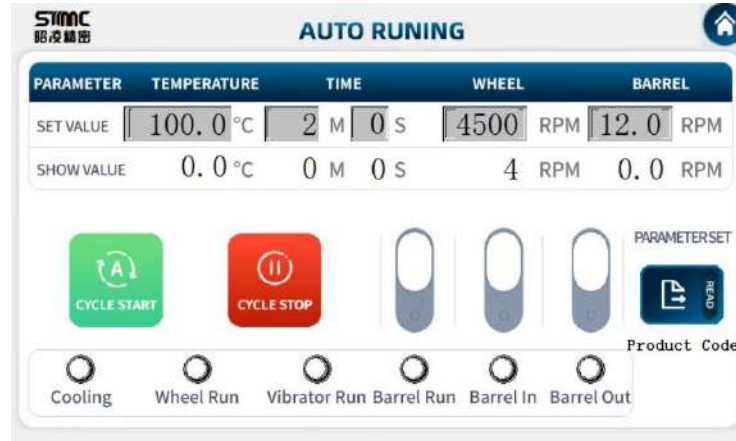 STMC
昭凌精密
AUTO RUNING
PARAMETER TEMPERATURE TIME WHEEL BARREL
SET VALUE 100.0 °C 2 M 0 S 4500 RPM 12.0 RPM
SHOW VALUE 0.0 °C 0 M 0 S 4 RPM 0.0 RPM
PARAMETERSET
A
CYCLE START CYCLE STOP
READ
Product Code
Cooling Wheel Run Vibrator Run Barrel Run Barrel In Barrel Out